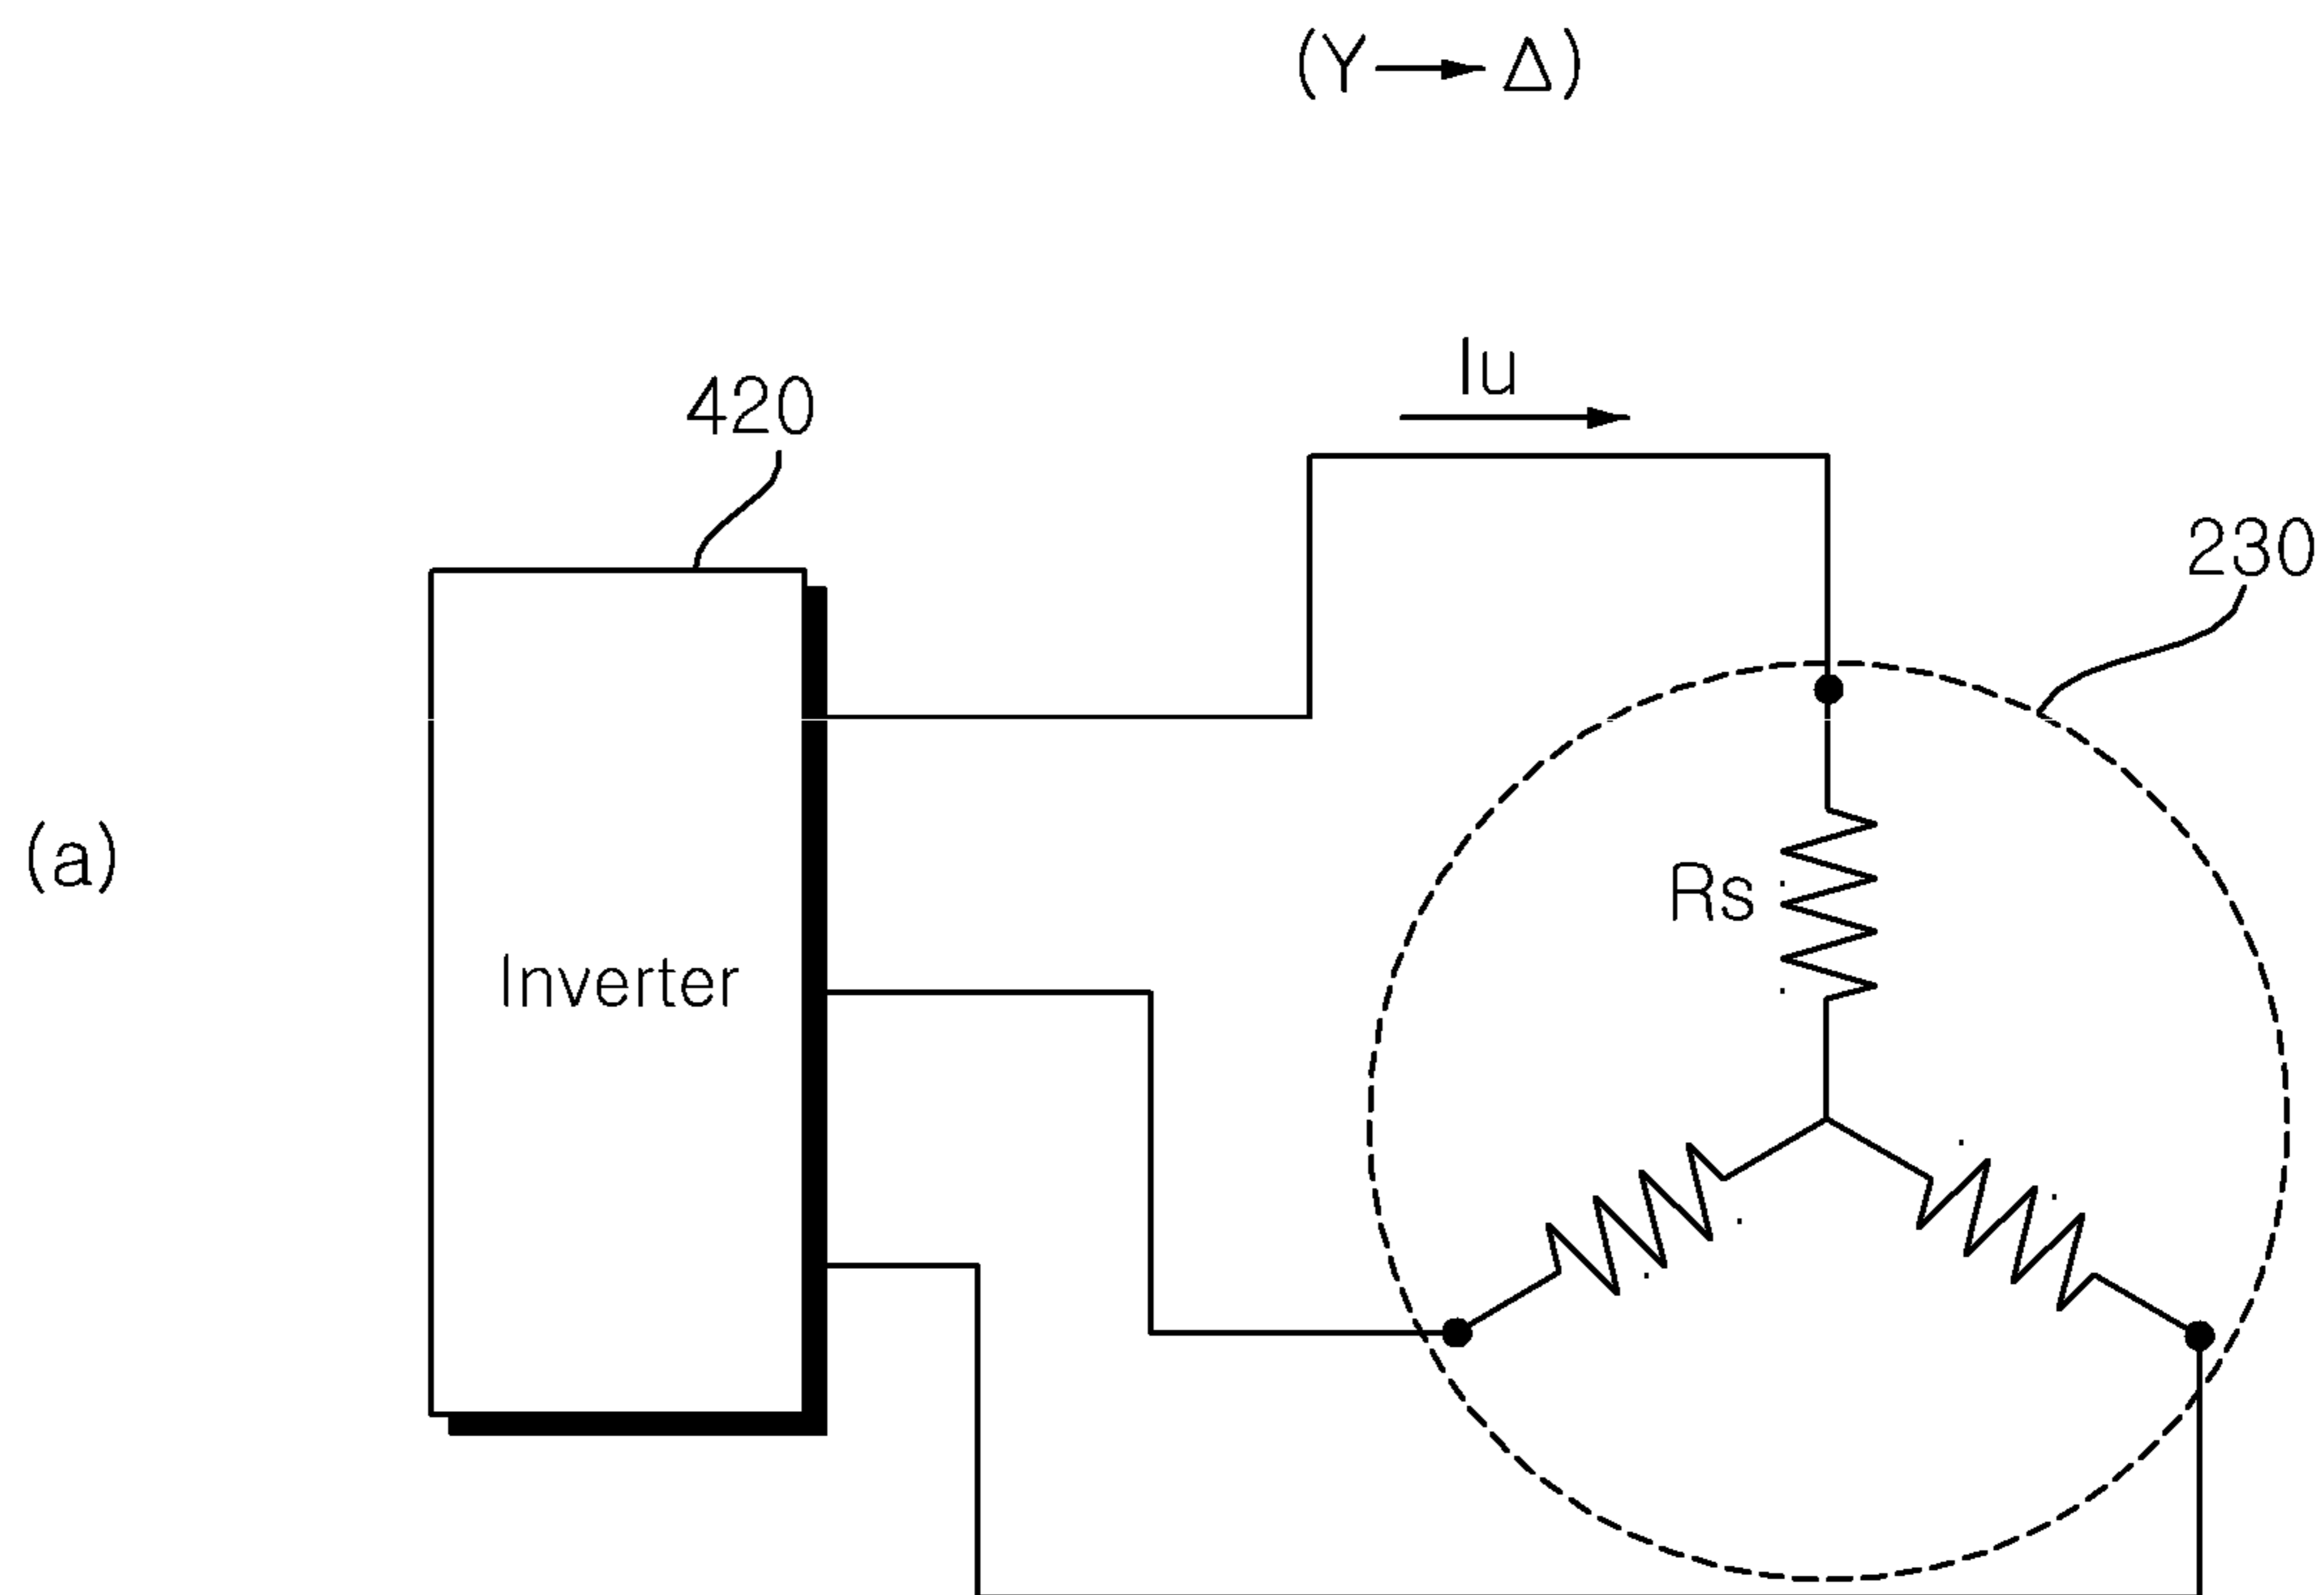 (Y → Δ)
Iu
420
230
(a)
Rs
Inverter